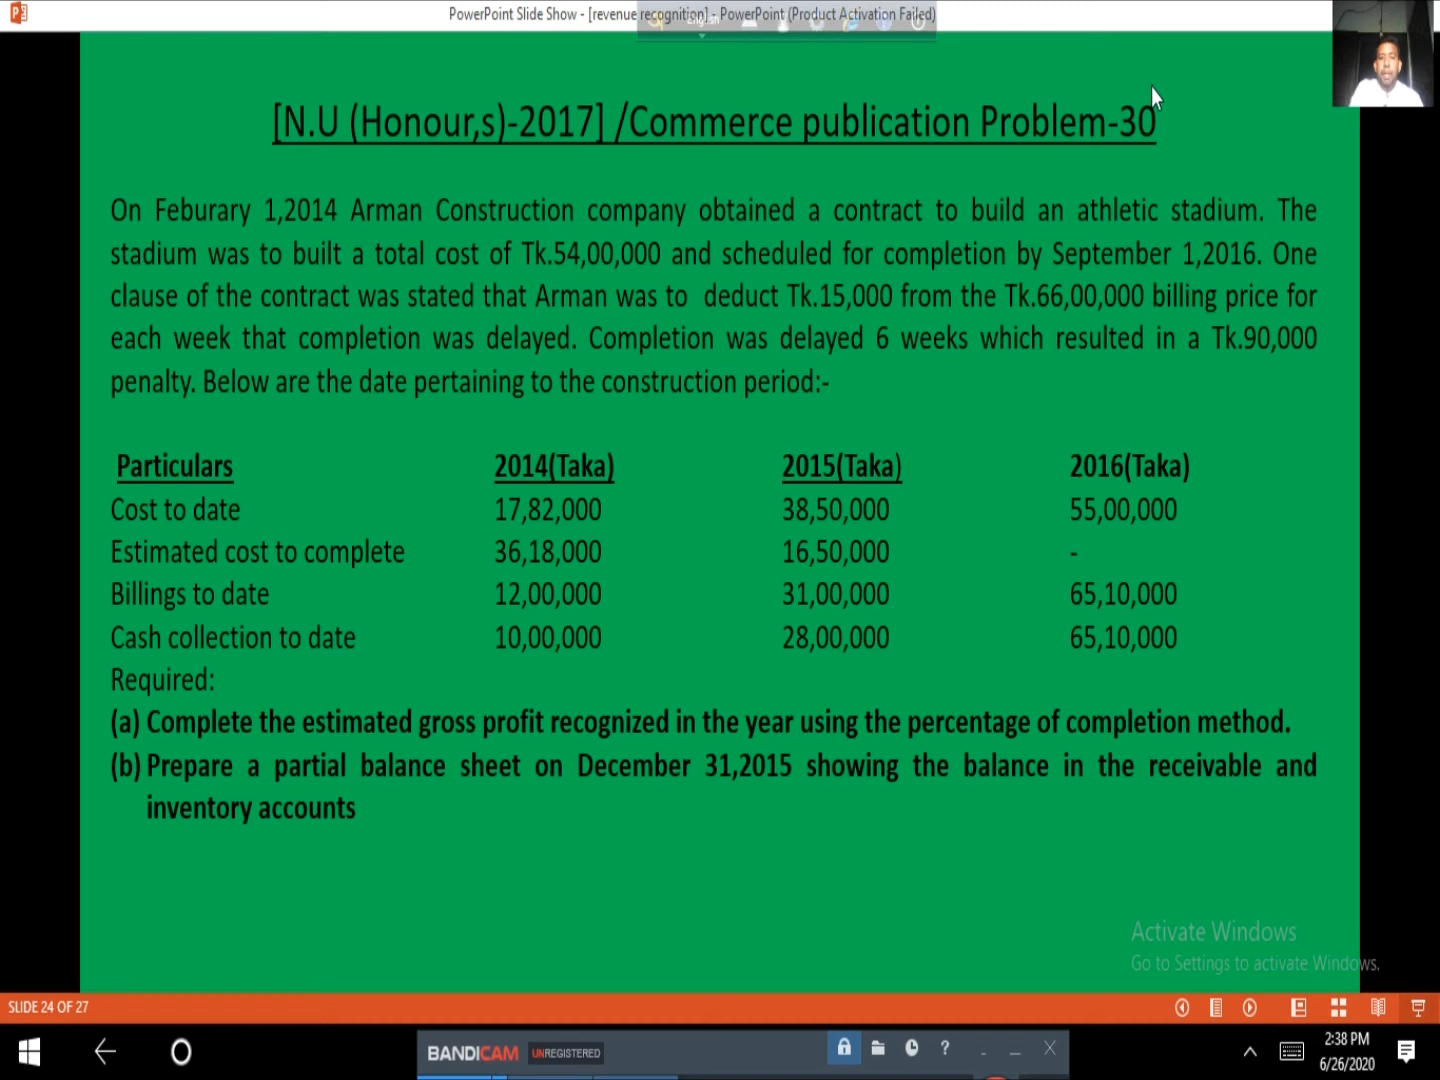 PowerPoint Slide Show - [revenue recognition] - PowerPoint (Product Activation Failed)
[N.U (Honour,s)-2017] /Commerce publication Problem-30
On Feburary 1,2014 Arman Construction company obtained a contract to build an athletic stadium. The
stadium was to built a total cost of Tk.54,00,000 and scheduled for completion by September 1,2016. One
clause of the contract was stated that Arman was to deduct Tk.15,000 from the Tk.66,00,000 billing price for
each week that completion was delayed. Completion was delayed 6 weeks which resulted in a Tk.90,000
penalty. Below are the date pertaining to the construction period:-
Particulars 2014(Taka) 2015(Taka) 2016(Taka)
Cost to date 17,82,000 38,50,000 55,00,000
Estimated cost to complete 36,18,000 16,50,000 -
Billings to date 12,00,000 31,00,000 65,10,000
Cash collection to date 10,00,000 28,00,000 65,10,000
Required:
(a) Complete the estimated gross profit recognized in the year using the percentage of completion method.
(b) Prepare a partial balance sheet on December 31,2015 showing the balance in the receivable and
inventory accounts
Activate Windows
Go to Settings to activate Windows.
SLIDE 24 OF 27
BANDICAM UNREGISTERED
2:38 PM
6/26/2020